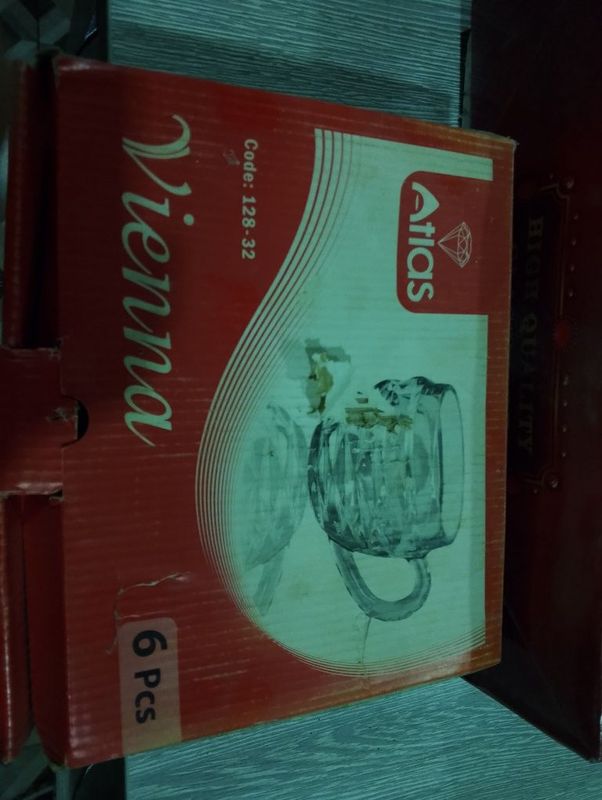 Atlas
Code: 128-32
Vienna
6 Pcs
HIGH QUALITY